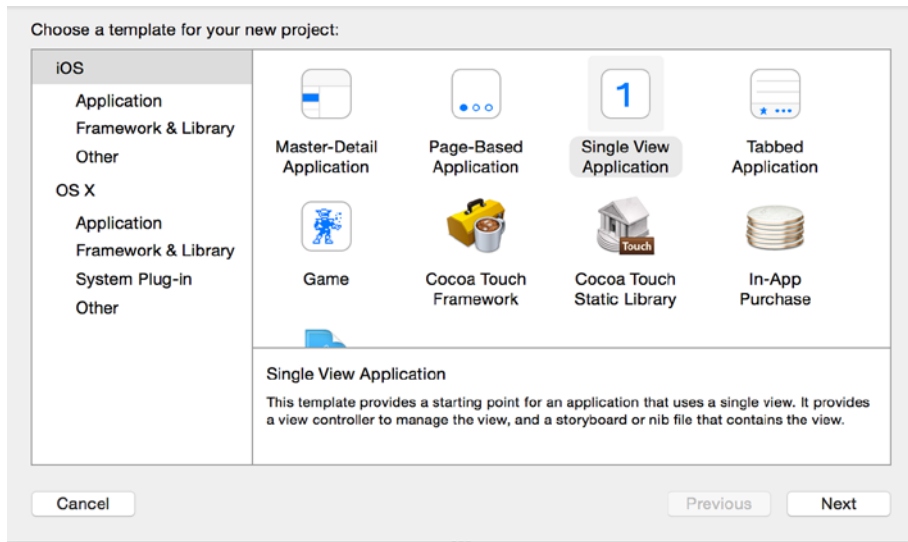 Choose a template for your new project:
iOS
Application
Framework & Library
Other
OS X
Application
Framework & Library
System Plug-in
Other
Master-Detail
Application
Page-Based
Application
1
Single View
Application
Tabbed
Application
Game
Cocoa Touch
Framework
Touch
Cocoa Touch
Static Library
In-App
Purchase
Single View Application
This template provides a starting point for an application that uses a single view. It provides
a view controller to manage the view, and a storyboard or nib file that contains the view.
Cancel
Previous
Next